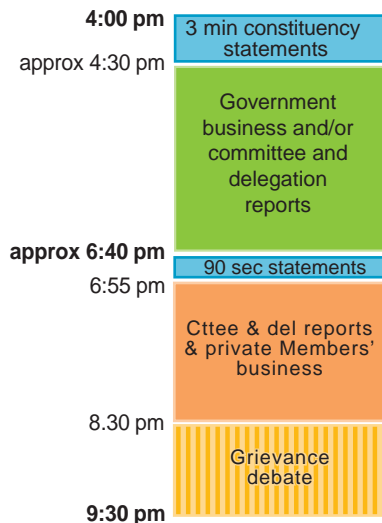 4:00 pm
3 min constituency
statements
approx 4:30 pm
Government
business and/or
committee and
delegation
reports
approx 6:40 pm
90 sec statements
6:55 pm
Cttee & del reports
& private Members’
business
8.30 pm
Grievance
debate
9:30 pm